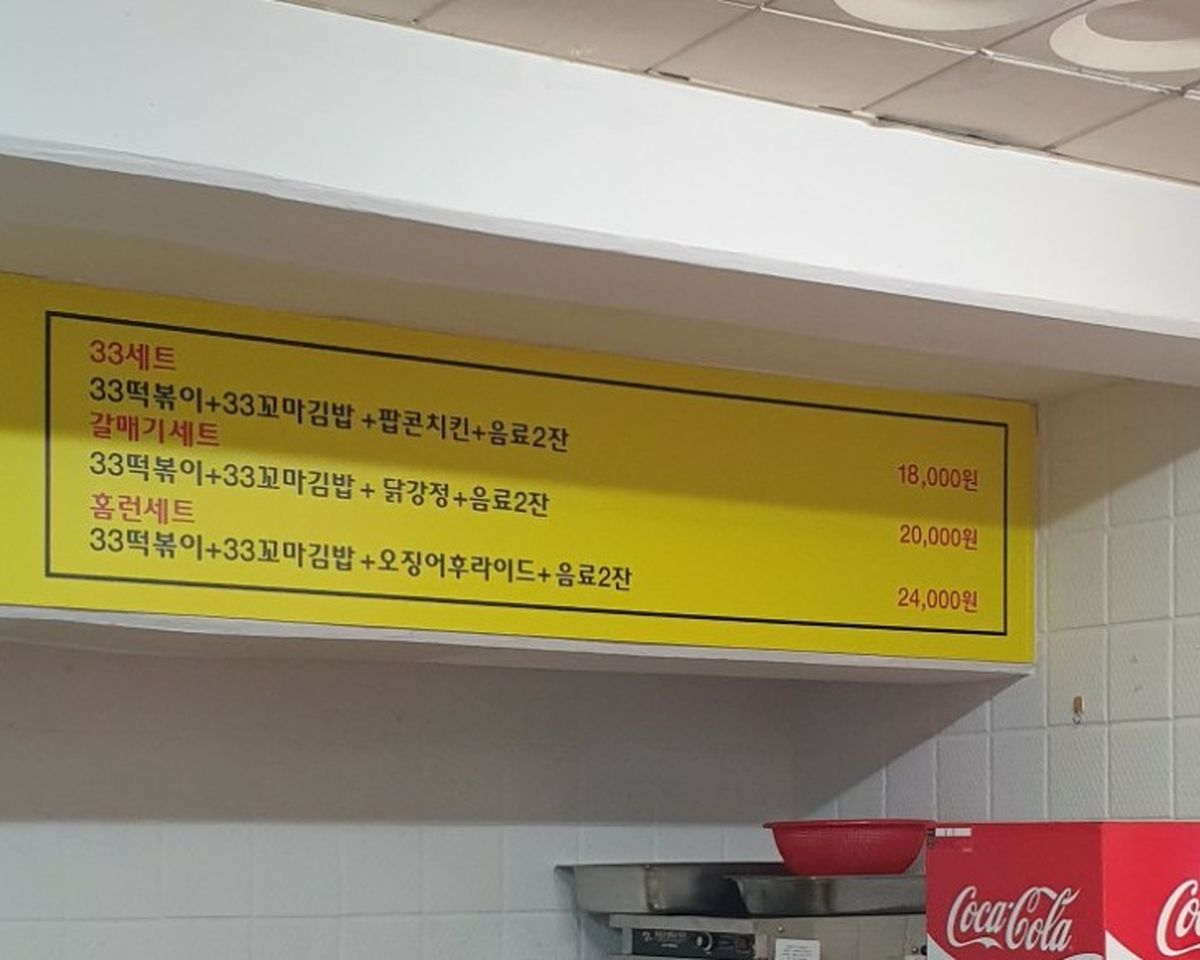 33세트
33떡볶이+33꼬마김밥 +팝콘치킨+음료2잔
18,000원
갈매기세트
33떡볶이+33꼬마김밥 + 닭강정+음료2잔
20,000원
홈런세트
33떡볶이+33꼬마김밥 +오징어후라이드+ 음료2잔
24,000원
Coca-Cola